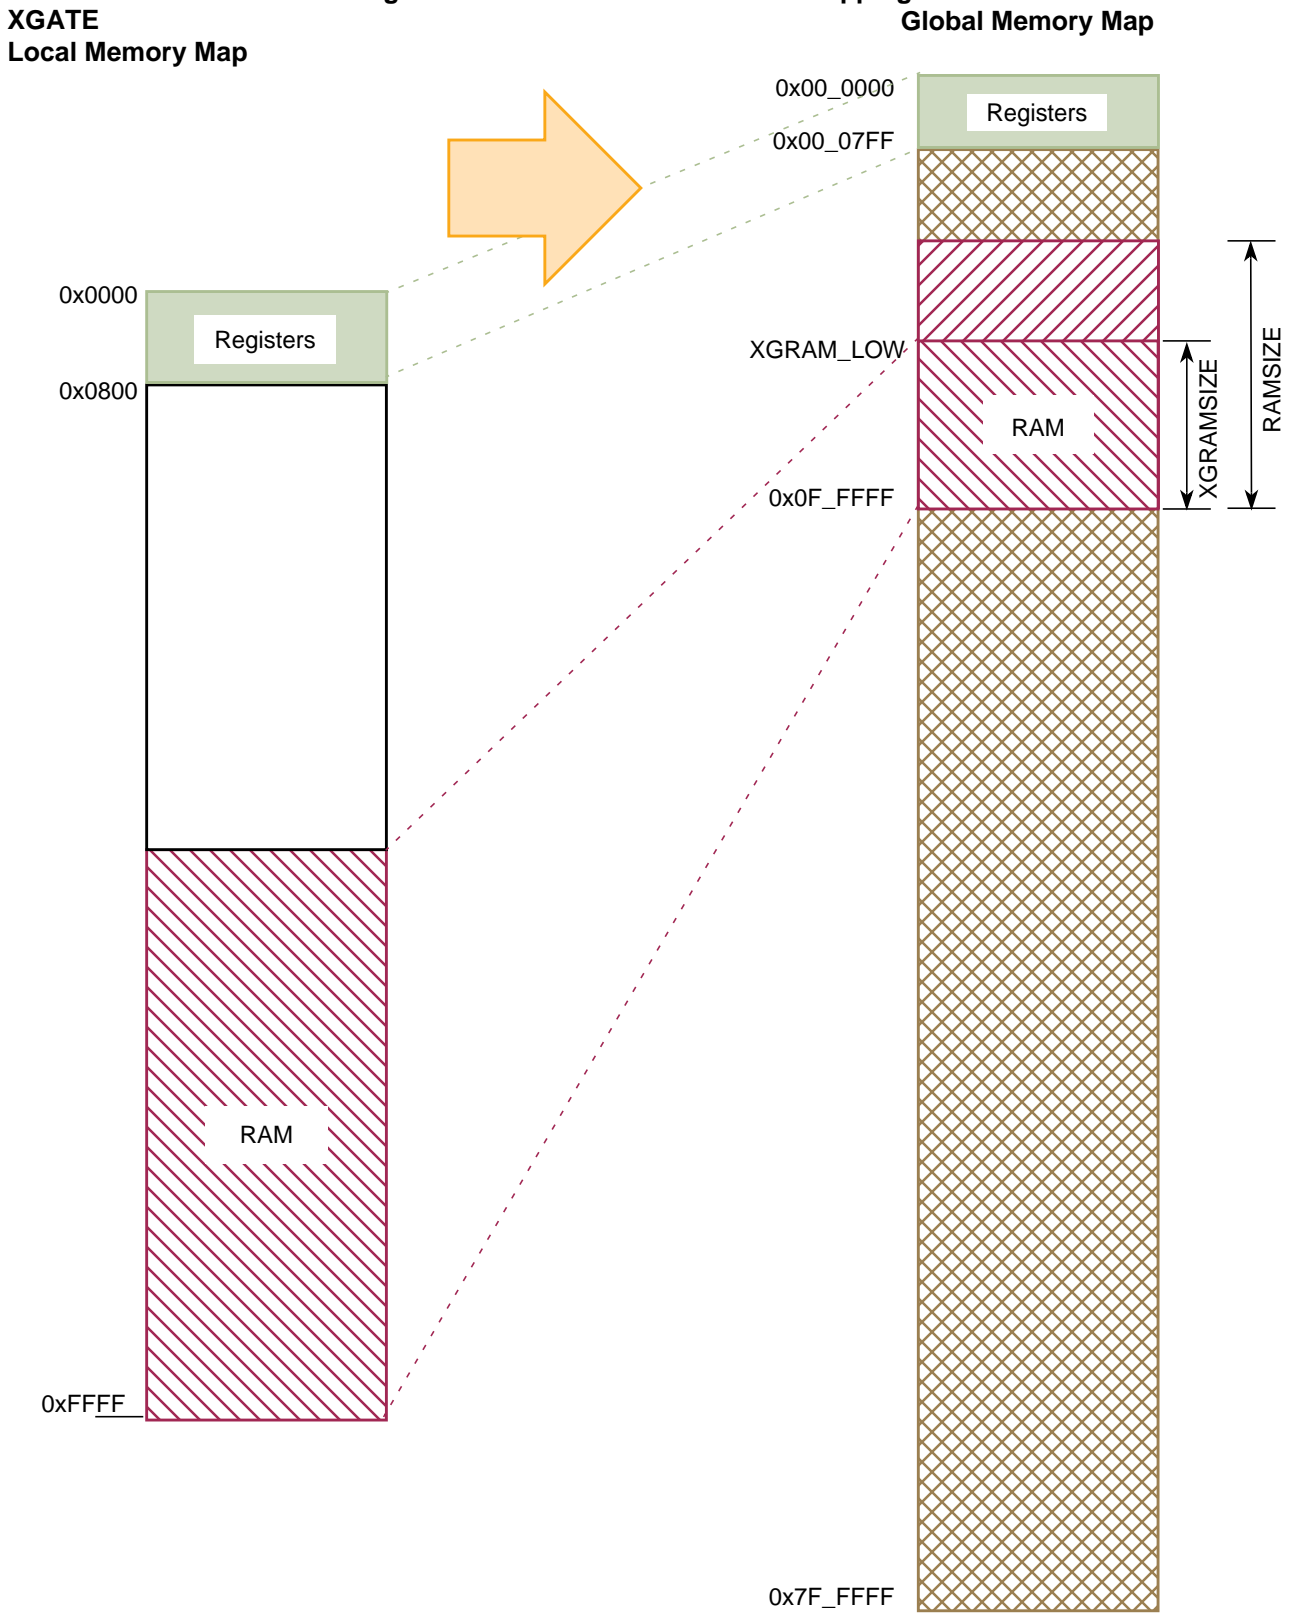 XGATE
Local Memory Map
Global Memory Map
0x00_0000
Registers
0x00_07FF
0x0000
Registers
0x0800
XGRAM_LOW
RAM
XGRAMSIZE
RAMSIZE
0x0F_FFFF
RAM
0xFFFF
0x7F_FFFF